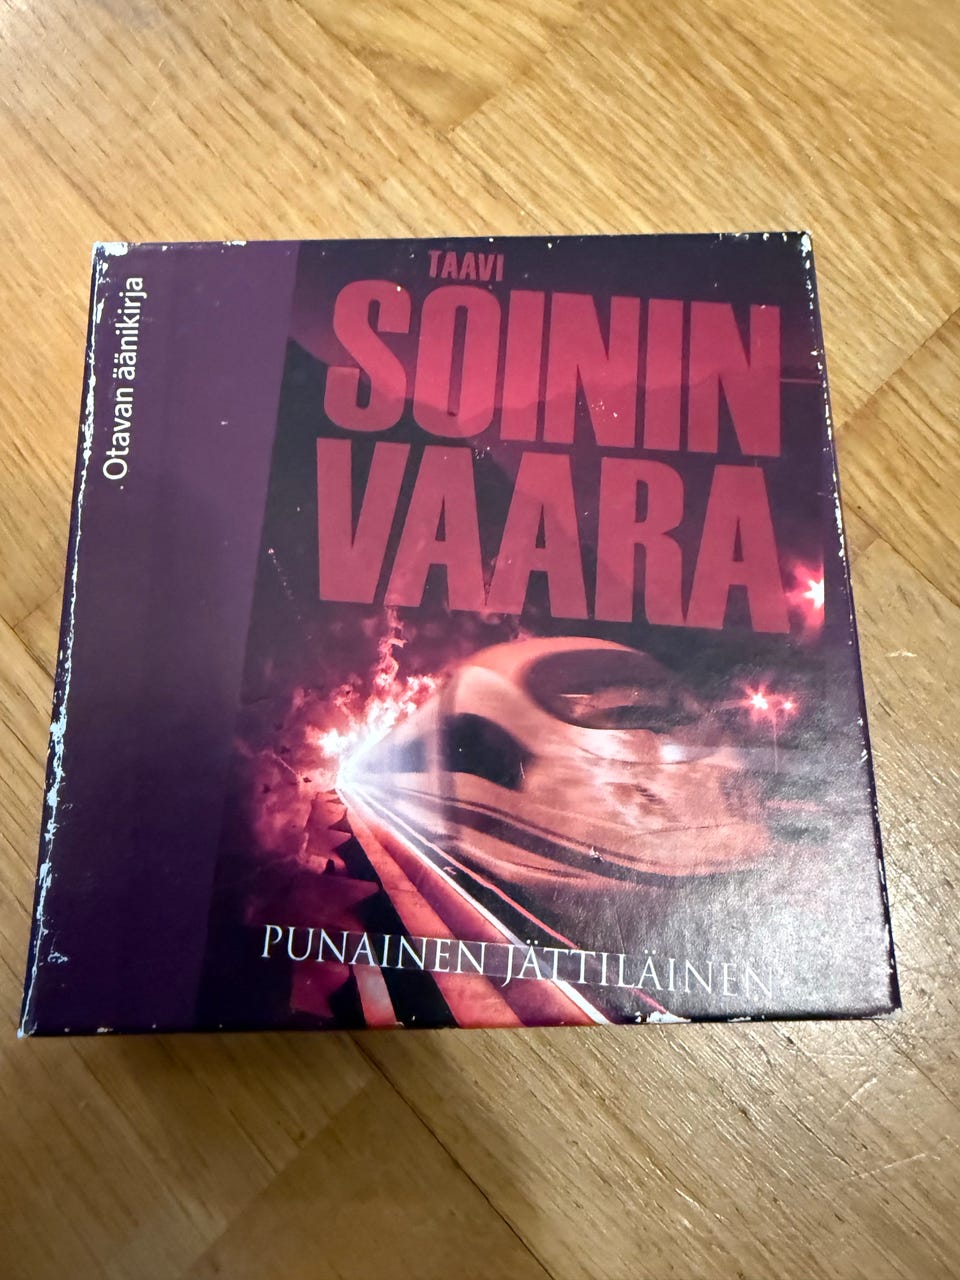 Otavan äänikirja
TAAVI
SOININ
VAARA
PUNAINEN JÄTTILÄINEN